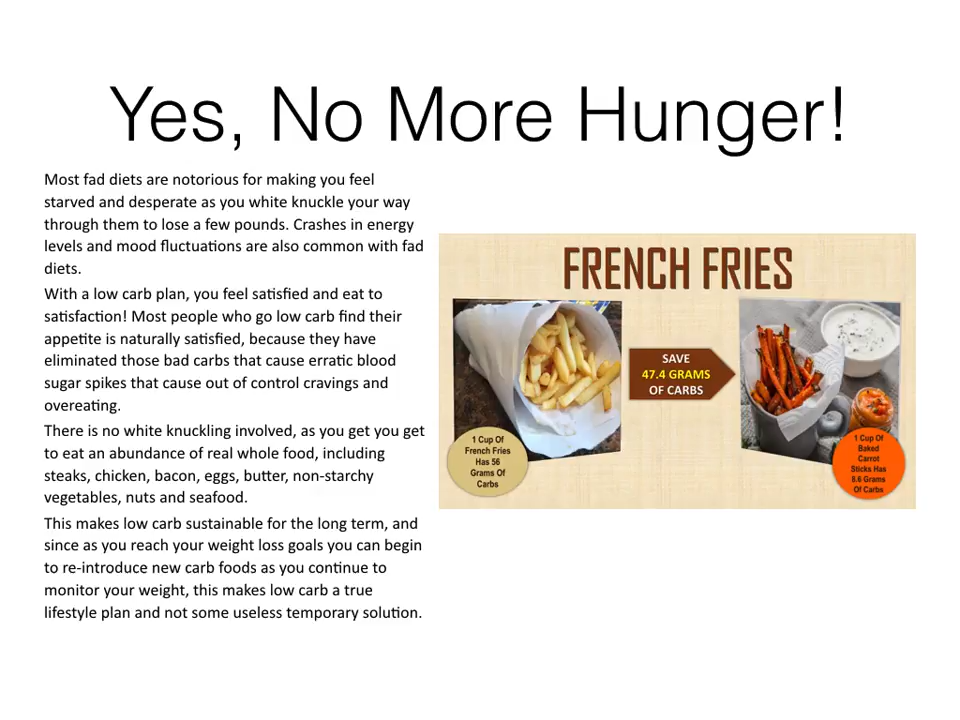 Yes, No More Hunger!
Most fad diets are notorious for making you feel
starved and desperate as you white knuckle your way
through them to lose a few pounds. Crashes in energy
levels and mood fluctuations are also common with fad
diets.
With a low carb plan, you feel satisfied and eat to
satisfaction! Most people who go low carb find their
appetite is naturally satisfied, because they have
eliminated those bad carbs that cause erratic blood
sugar spikes that cause out of control cravings and
overeating.
There is no white knuckling involved, as you get you get
to eat an abundance of real whole food, including
steaks, chicken, bacon, eggs, butter, non-starchy
vegetables, nuts and seafood.
This makes low carb sustainable for the long term, and
since as you reach your weight loss goals you can begin
to re-introduce new carb foods as you continue to
monitor your weight, this makes low carb a true
lifestyle plan and not some useless temporary solution.
FRENCH FRIES
SAVE
47.4 GRAMS
OF CARBS
1 Cup Of
French Fries
Has 56
Grams Of
Carbs
1 Cup Of
Baked
Carrot
Sticks Has
8.6 Grams
Of Carbs